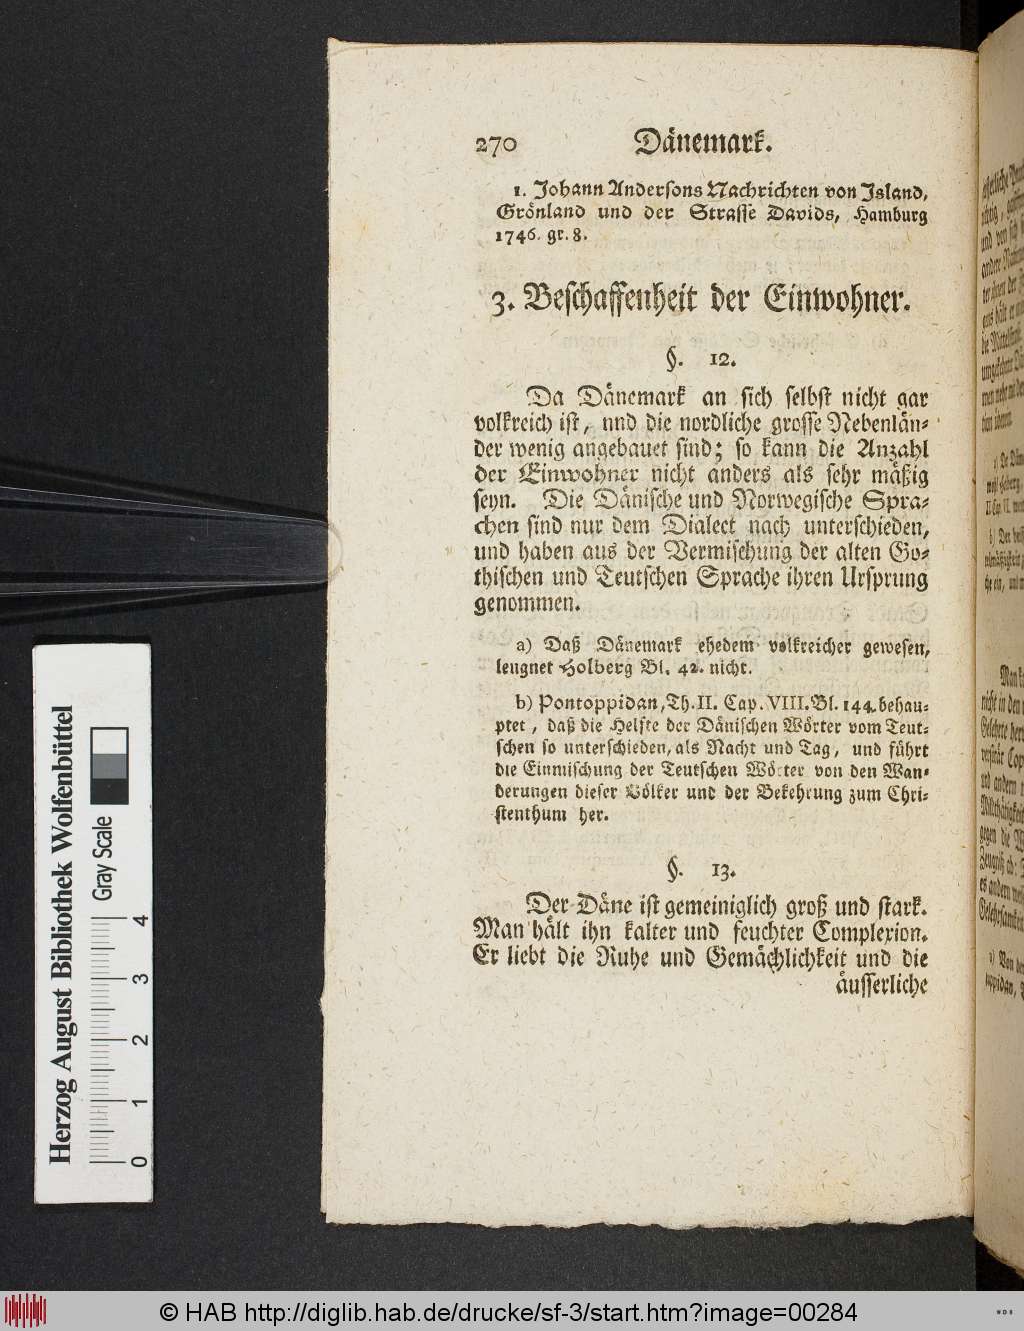 270 Dänemark.
1. Johann Andersons Nachrichten von Island,
Grönland und der Strasse Davids, Hamburg
1746. gr. 8.
3. Beschaffenheit der Einwohner.
§. 12.
Da Dänemark an sich selbst nicht gar
volkreich ist, und die nordliche grosse Nebenlän-
der wenig angebauet sind; so kann die Anzahl
der Einwohner nicht anders als sehr mäßig
seyn. Die Dänische und Norwegische Spra-
chen sind nur dem Dialect nach unterschieden,
und haben aus der Vermischung der alten Go-
thischen und Teutschen Sprache ihren Ursprung
genommen.
a) Daß Dänemark ehedem volkreicher gewesen,
leugnet Holberg Bl. 42. nicht.
b) Pontoppidan, Th. II. Cap. VIII. Bl. 144. behau-
ptet, daß die Helfte der Dänischen Wörter vom Teut-
schen so unterschieden, als Nacht und Tag, und führt
die Einmischung der Teutschen Wörter von den Wan-
derungen dieser Völker und der Bekehrung zum Chri-
stenthum her.
§. 13.
Der Däne ist gemeiniglich groß und stark.
Man hält ihn kalter und feuchter Complexion.
Er liebt die Ruhe und Gemächlichkeit und die
äusserliche
Herzog August Bibliothek Wolfenbüttel
Gray Scale
0 1 2 3 4
© HAB http://diglib.hab.de/drucke/sf-3/start.htm?image=00284